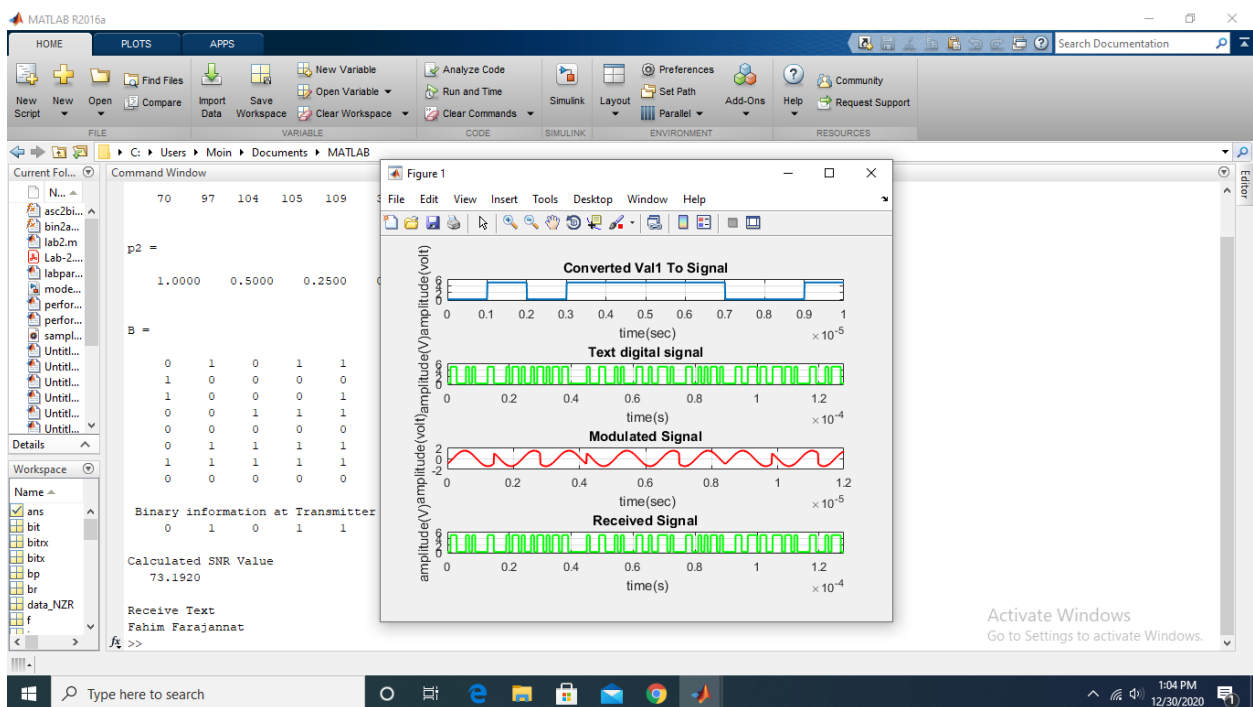 MATLAB R2016a
HOME PLOTS APPS
Search Documentation
New Script
New
Open
Find Files
Compare
Import Data
Save Workspace
New Variable
Open Variable
Clear Workspace
Analyze Code
Run and Time
Clear Commands
Simulink
Layout
Preferences
Set Path
Parallel
Add-Ons
Help
Community
Request Support
FILE VARIABLE CODE SIMULINK ENVIRONMENT RESOURCES
C: Users Moin Documents MATLAB
Current Fol...
N...
asc2bi...
bin2a...
lab2.m
Lab-2....
labpar...
mode...
perfor...
perfor...
sampl...
Untitl...
Untitl...
Untitl...
Untitl...
Untitl...
Untitl...
Details
Workspace
Name
ans
bit
bitrx
bitx
bp
br
data_NZR
f
Command Window
70 97 104 105 109
p2 =
1.0000 0.5000 0.2500
B =
0 1 0 1 1
1 0 0 0 0
1 0 0 0 1
0 0 1 1 1
0 0 0 0 0
0 1 1 1 1
1 1 1 1 1
0 0 0 0 0
Binary information at Transmitter
0 1 0 1 1
Calculated SNR Value
73.1920
Receive Text
Fahim Farajannat
fx >>
Figure 1
File Edit View Insert Tools Desktop Window Help
Converted Val1 To Signal
amplitude(volt)
6
4
2
0
0 0.1 0.2 0.3 0.4 0.5 0.6 0.7 0.8 0.9 1
time(sec)
×10-5
Text digital signal
amplitude(V)
6
4
2
0
0 0.2 0.4 0.6 0.8 1 1.2
time(s)
×10-4
Modulated Signal
amplitude(volt)
2
0
-2
0 0.2 0.4 0.6 0.8 1 1.2
time(sec)
×10-5
Received Signal
amplitude(V)
6
4
2
0
0 0.2 0.4 0.6 0.8 1 1.2
time(s)
×10-4
Editor
Activate Windows
Go to Settings to activate Windows.
Type here to search
1:04 PM
12/30/2020